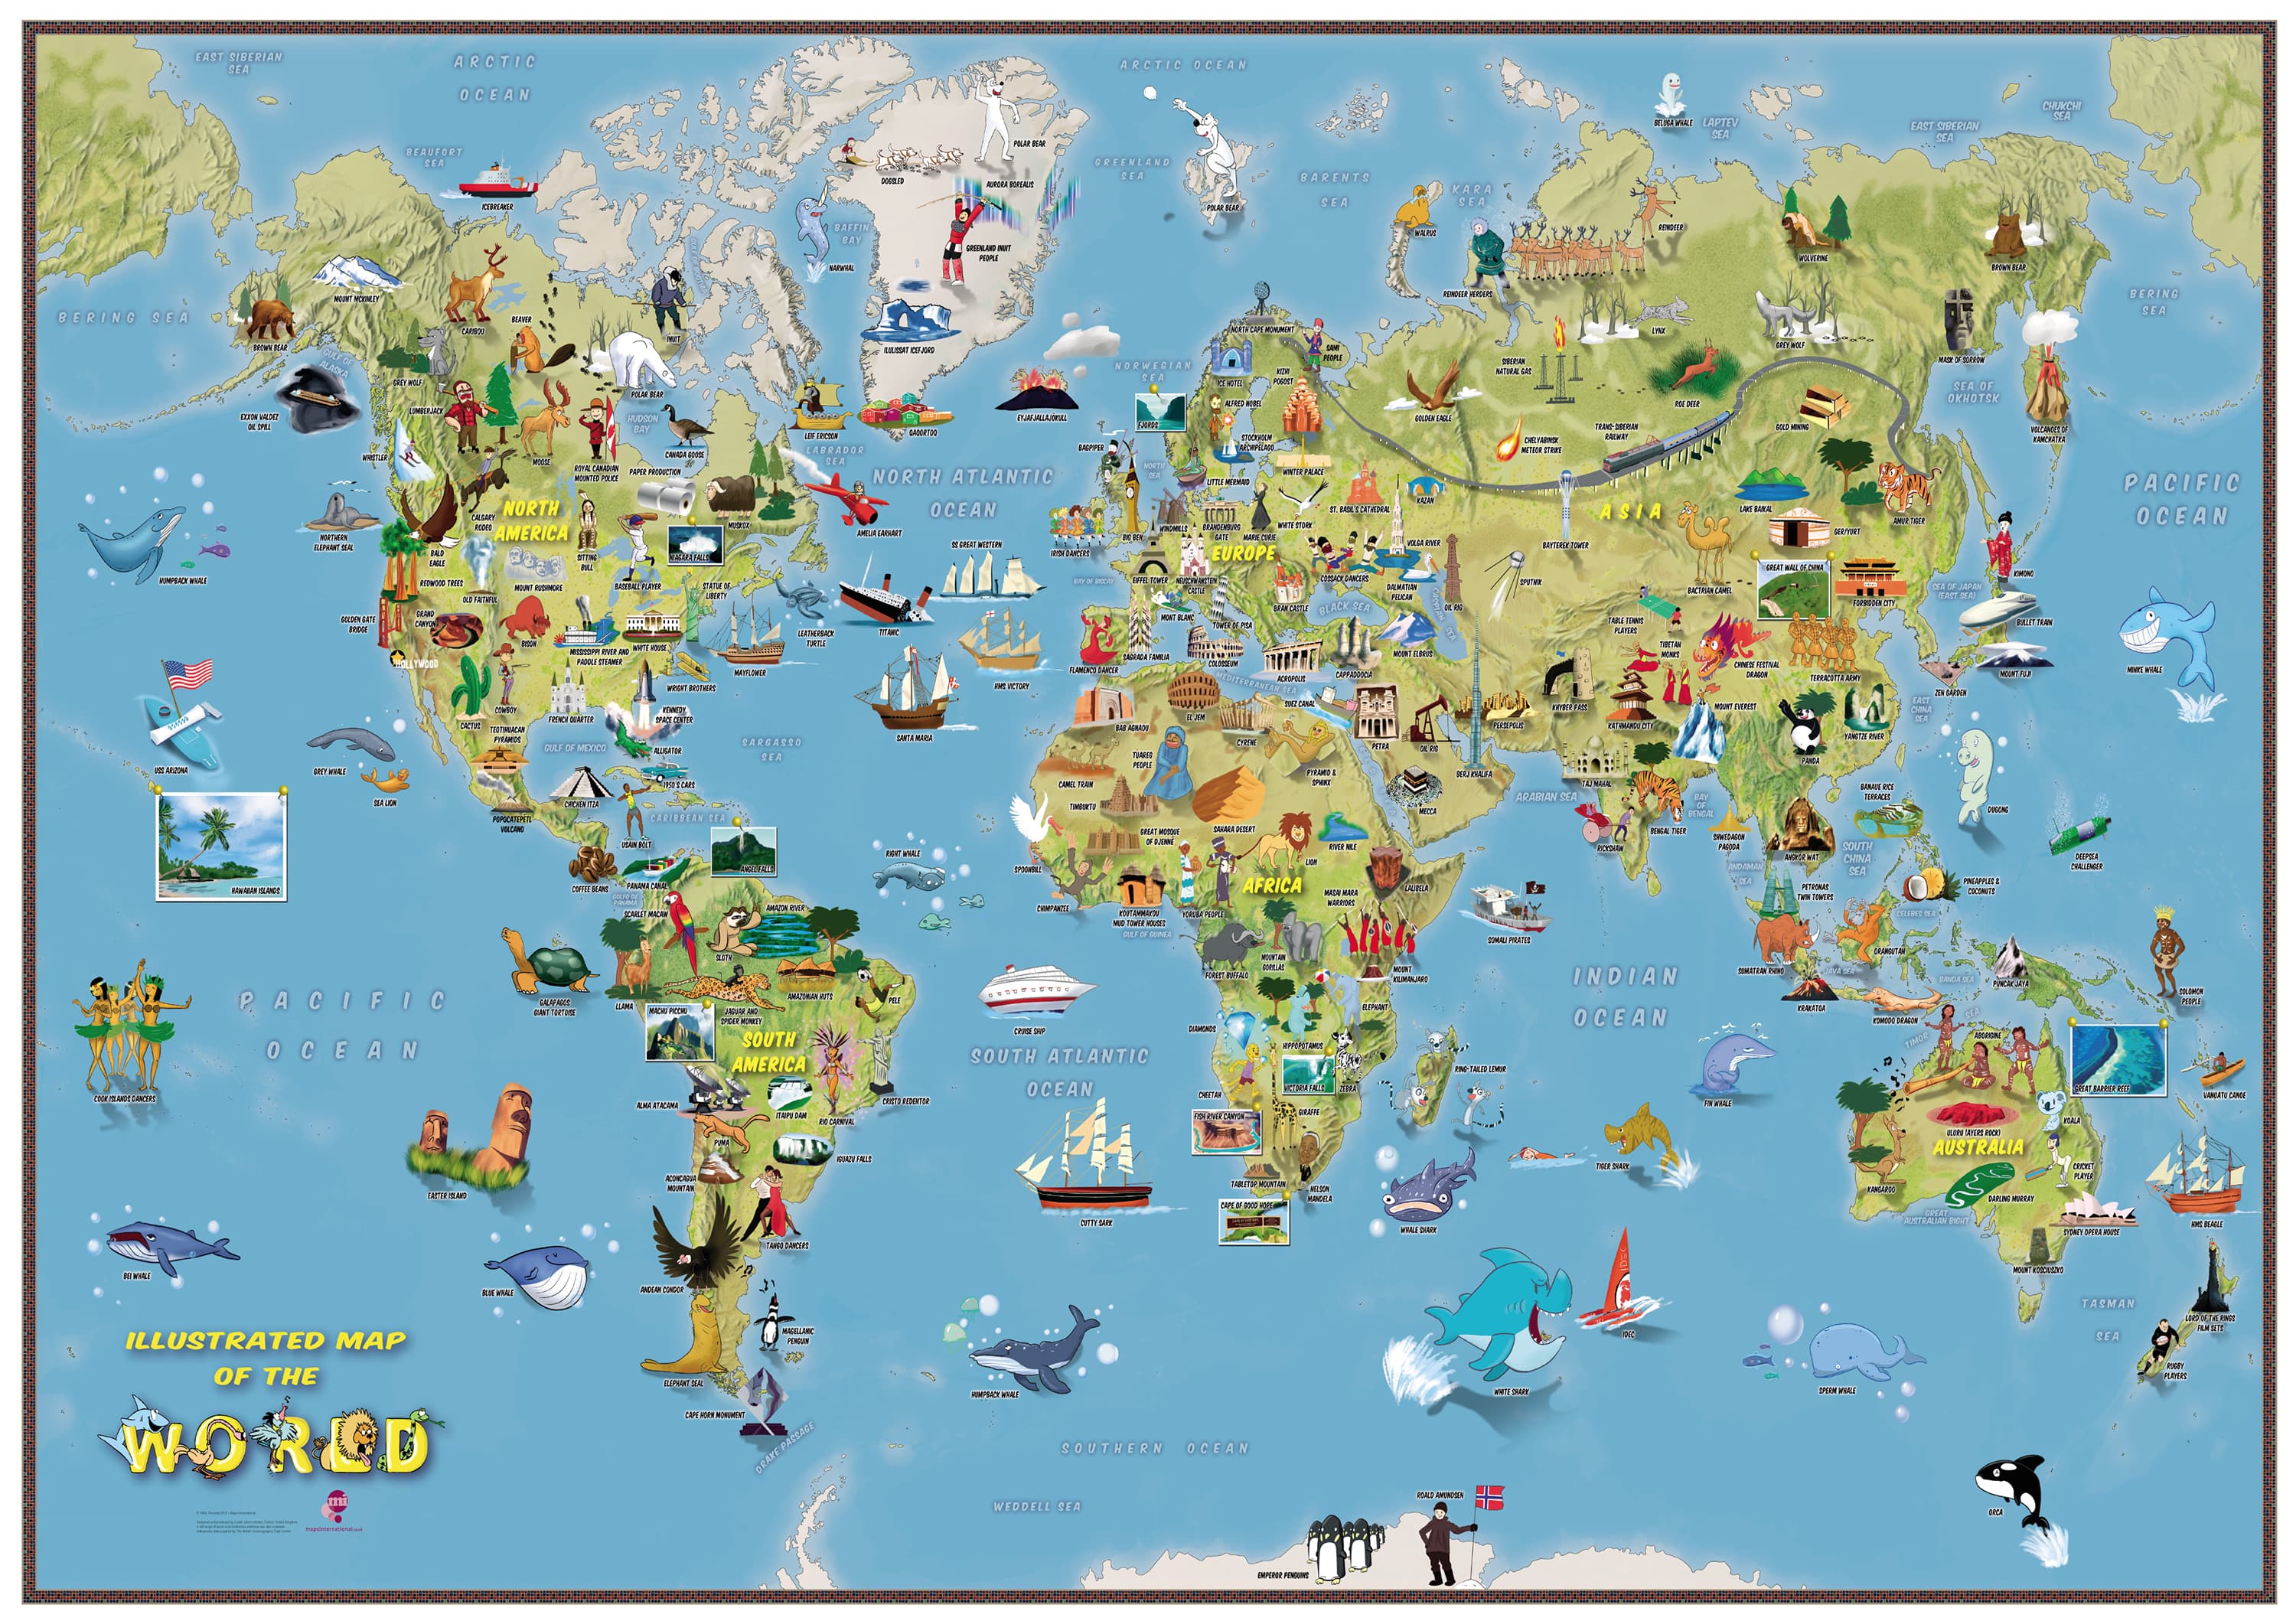 EAST SIBERIAN
SEA
ARCTIC
OCEAN
ARCTIC OCEAN
BEAUFORT
SEA
ICEBREAKER
POLAR BEAR
DOGSLED
AURORA BOREALIS
GREENLAND INUIT
PEOPLE
BAFFIN
BAY
NARWHAL
ILULISSAT ICEFJORD
GREENLAND
SEA
POLAR BEAR
BARENTS
SEA
KARA
SEA
WALRUS
BELUGA WHALE
LAPTEV
SEA
EAST SIBERIAN
SEA
CHUKCHI
SEA
REINDEER
REINDEER HERDERS
WOLVERINE
BROWN BEAR
BERING SEA
BERING
SEA
MOUNT MCKINLEY
BROWN BEAR
CARIBOU
BEAVER
INUIT
GULF OF
ALASKA
GREY WOLF
POLAR BEAR
EXXON VALDEZ
OIL SPILL
LUMBERJACK
MOOSE
ROYAL CANADIAN
MOUNTED POLICE
HUDSON
BAY
CANADA GOOSE
LEIF ERICSON
QAQORTOQ
LABRADOR
SEA
WHISTLER
PAPER PRODUCTION
MUSKOX
CALGARY
RODEO
NORTH
AMERICA
SITTING
BULL
NIAGARA FALLS
NORTHERN
ELEPHANT SEAL
BALD
EAGLE
HUMPBACK WHALE
REDWOOD TREES
OLD FAITHFUL
MOUNT RUSHMORE
BASEBALL PLAYER
STATUE OF
LIBERTY
GOLDEN GATE
BRIDGE
GRAND
CANYON
BISON
MISSISSIPPI RIVER AND
PADDLE STEAMER
WHITE HOUSE
HOLLYWOOD
WRIGHT BROTHERS
MAYFLOWER
CACTUS
COWBOY
FRENCH QUARTER
KENNEDY
SPACE CENTER
ALLIGATOR
TEOTIHUACAN
PYRAMIDS
GULF OF MEXICO
SARGASSO
SEA
USS ARIZONA
GREY WHALE
SEA LION
POPOCATEPETL
VOLCANO
CHICHEN ITZA
1950'S CARS
USAIN BOLT
CARIBBEAN SEA
HAWAIIAN ISLANDS
COFFEE BEANS
PANAMA CANAL
ANGEL FALLS
GOLFO DE
PANAMA
NORTH ATLANTIC
OCEAN
AMELIA EARHART
SS GREAT WESTERN
TITANIC
LEATHERBACK
TURTLE
HMS VICTORY
SANTA MARIA
RIGHT WHALE
EYJAFJALLAJÖKULL
NORWEGIAN
SEA
FJORDS
NORTH CAPE MONUMENT
SAMI
PEOPLE
ICE HOTEL
KIZHI
POGOST
ALFRED NOBEL
STOCKHOLM
ARCHIPELAGO
BAGPIPER
NORTH
SEA
LITTLE MERMAID
WINTER PALACE
IRISH DANCERS
BIG BEN
WINDMILLS
BRANDENBURG
GATE
MARIE CURIE
WHITE STORK
ST. BASIL'S CATHEDRAL
KAZAN
EUROPE
BAY OF BISCAY
EIFFEL TOWER
NEUSCHWANSTEIN
CASTLE
COSSACK DANCERS
VOLGA RIVER
DALMATIAN
PELICAN
OIL RIG
MONT BLANC
TOWER OF PISA
BRAN CASTLE
BLACK SEA
CASPIAN SEA
FLAMENCO DANCER
SAGRADA FAMILIA
COLOSSEUM
ACROPOLIS
CAPPADOCIA
MOUNT ELBRUS
MEDITERRANEAN SEA
GOLDEN EAGLE
SIBERIAN
NATURAL GAS
LYNX
GREY WOLF
MASK OF SORROW
ROE DEER
GOLD MINING
SEA OF
OKHOTSK
VOLCANOES OF
KAMCHATKA
CHELYABINSK
METEOR STRIKE
TRANS-SIBERIAN
RAILWAY
ASIA
LAKE BAIKAL
GER/YURT
AMUR TIGER
BAYTEREK TOWER
SPUTNIK
BACTRIAN CAMEL
GREAT WALL OF CHINA
FORBIDDEN CITY
KIMONO
SEA OF JAPAN
(EAST SEA)
BULLET TRAIN
MOUNT FUJI
ZEN GARDEN
PACIFIC
OCEAN
MINKE WHALE
TABLE TENNIS
PLAYERS
TIBETAN
MONKS
CHINESE FESTIVAL
DRAGON
TERRACOTTA ARMY
EAST
CHINA
SEA
KHYBER PASS
KATHMANDU CITY
MOUNT EVEREST
PANDA
YANGTZE RIVER
PERSEPOLIS
BERJ KHALIFA
OIL RIG
PETRA
SUEZ CANAL
MECCA
ARABIAN SEA
TAJ MAHAL
BENGAL TIGER
BAY
OF
BENGAL
RICKSHAW
SHWEDAGON
PAGODA
ANGKOR WAT
BANAUE RICE
TERRACES
SOUTH
CHINA
SEA
ANDAMAN
SEA
DUGONG
DEEPSEA
CHALLENGER
PETRONAS
TWIN TOWERS
PINEAPPLES &
COCONUTS
CELEBES SEA
SUMATRAN RHINO
ORANGUTAN
KRAKATOA
JAVA SEA
BANDA SEA
PUNCAK JAYA
KOMODO DRAGON
SOLOMON
PEOPLE
BAB AGNAOU
EL JEM
CYRENE
PYRAMID &
SPHINX
TUAREG
PEOPLE
CAMEL TRAIN
TIMBUKTU
SAHARA DESERT
GREAT MOSQUE
OF DJENNE
RIVER NILE
LION
SPOONBILL
CHIMPANZEE
KOUTAMMAKOU
MUD TOWER HOUSES
YORUBA PEOPLE
AFRICA
GULF OF GUINEA
MASAI MARA
WARRIORS
LALIBELA
SOMALI PIRATES
FOREST BUFFALO
MOUNTAIN
GORILLAS
MOUNT
KILIMANJARO
ELEPHANT
DIAMONDS
HIPPOPOTAMUS
VICTORIA FALLS
ZEBRA
CHEETAH
FISH RIVER CANYON
GIRAFFE
RING-TAILED LEMUR
TABLETOP MOUNTAIN
NELSON
MANDELA
CAPE OF GOOD HOPE
WHALE SHARK
SCARLET MACAW
AMAZON RIVER
SLOTH
GALAPAGOS
GIANT TORTOISE
LLAMA
AMAZONIAN HUTS
JAGUAR AND
SPIDER MONKEY
PELE
MACHU PICCHU
SOUTH
AMERICA
ALMA ATACAMA
ITAIPU DAM
RIO CARNIVAL
CRISTO REDENTOR
PUMA
IGUAZU FALLS
ACONCAGUA
MOUNTAIN
TANGO DANCERS
ANDEAN CONDOR
MAGELLANIC
PENGUIN
ELEPHANT SEAL
CAPE HORN MONUMENT
DRAKE PASSAGE
PACIFIC
OCEAN
COOK ISLANDS DANCERS
EASTER ISLAND
BEI WHALE
BLUE WHALE
CRUISE SHIP
SOUTH ATLANTIC
OCEAN
CUTTY SARK
HUMPBACK WHALE
INDIAN
OCEAN
FIN WHALE
TIGER SHARK
WHITE SHARK
IDEC
SPERM WHALE
TIMOR
SEA
ABORIGINE
GREAT BARRIER REEF
VANUATU CANOE
ULURU (AYERS ROCK)
KOALA
AUSTRALIA
KANGAROO
DARLING MURRAY
CRICKET
PLAYER
GREAT
AUSTRALIAN BIGHT
SYDNEY OPERA HOUSE
HMS BEAGLE
MOUNT KOSCIUSZKO
TASMAN
SEA
LORD OF THE RINGS
FILM SETS
RUGBY
PLAYERS
ORCA
SOUTHERN OCEAN
WEDDELL SEA
ROALD AMUNDSEN
EMPEROR PENGUINS
ILLUSTRATED MAP
OF THE
WORLD
mi
mapsinternational.co.uk